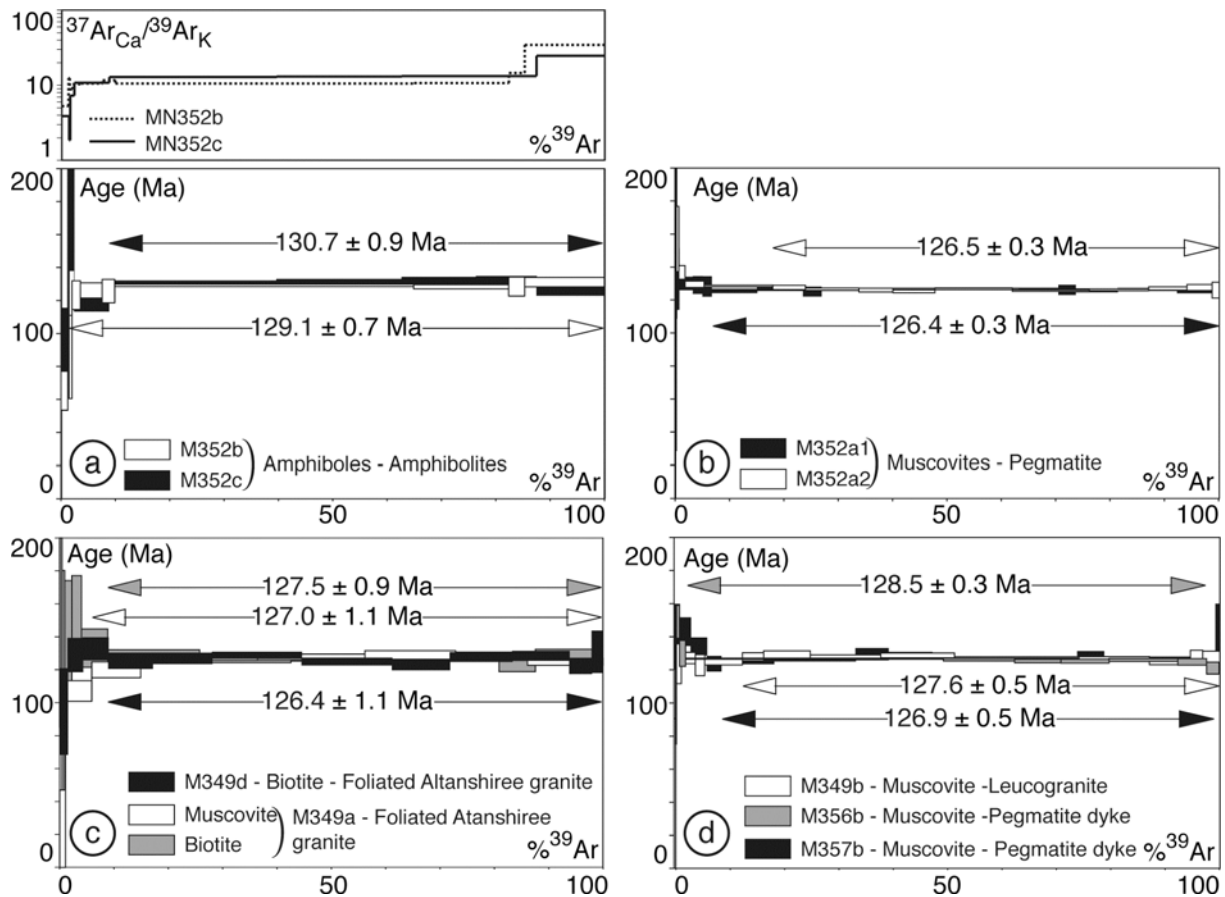 100
10
1
37ArCa/39ArK
MN352b
MN352c
%39Ar
200
100
0
Age (Ma)
130.7 ± 0.9 Ma
129.1 ± 0.7 Ma
a
M352b
M352c
) Amphiboles - Amphibolites
%39Ar
0 50 100
200
100
0
Age (Ma)
126.5 ± 0.3 Ma
126.4 ± 0.3 Ma
b
M352a1
M352a2
) Muscovites - Pegmatite
%39Ar
0 50 100
200
100
0
Age (Ma)
127.5 ± 0.9 Ma
127.0 ± 1.1 Ma
126.4 ± 1.1 Ma
c
M349d - Biotite - Foliated Altanshiree granite
Muscovite
Biotite
) M349a - Foliated Atanshiree
granite
%39Ar
0 50 100
200
100
0
Age (Ma)
128.5 ± 0.3 Ma
127.6 ± 0.5 Ma
126.9 ± 0.5 Ma
d
M349b - Muscovite -Leucogranite
M356b - Muscovite -Pegmatite dyke
M357b - Muscovite - Pegmatite dyke
%39Ar
0 50 100